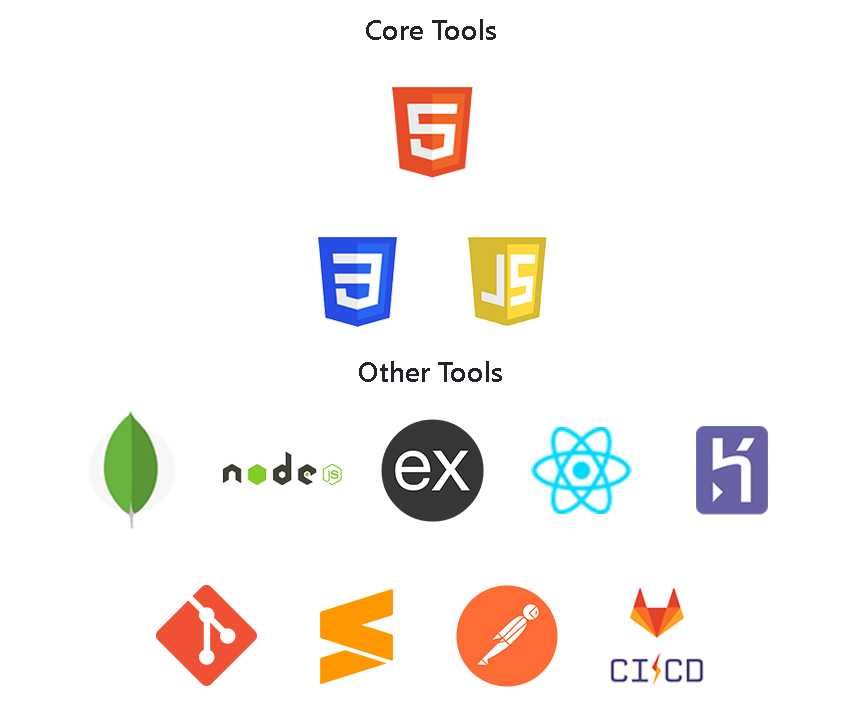 Core Tools
5
3 JS
Other Tools
node JS ex
CI CD